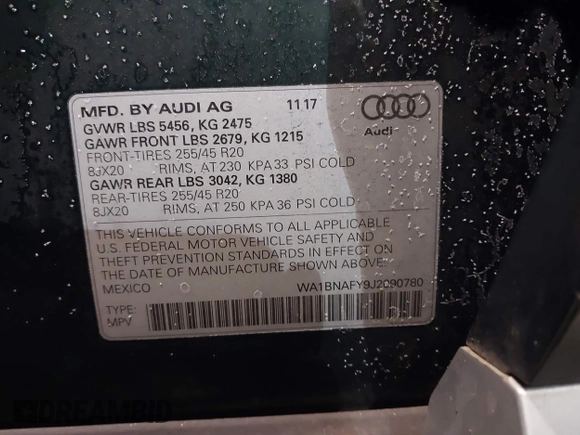 MFD. BY AUDI AG 11 17
GVWR LBS 5456, KG 2475
GAWR FRONT LBS 2679, KG 1215
FRONT-TIRES 255/45 R20
8JX20 RIMS, AT 230 KPA 33 PSI COLD
GAWR REAR LBS 3042, KG 1380
REAR-TIRES 255/45 R20
8JX20 RIMS, AT 250 KPA 36 PSI COLD
Audi
THIS VEHICLE CONFORMS TO ALL APPLICABLE
U.S. FEDERAL MOTOR VEHICLE SAFETY AND
THEFT PREVENTION STANDARDS IN EFFECT ON
THE DATE OF MANUFACTURE SHOWN ABOVE
MEXICO WA1BNAFY9J2090780
TYPE:
MPV
DREAMBID